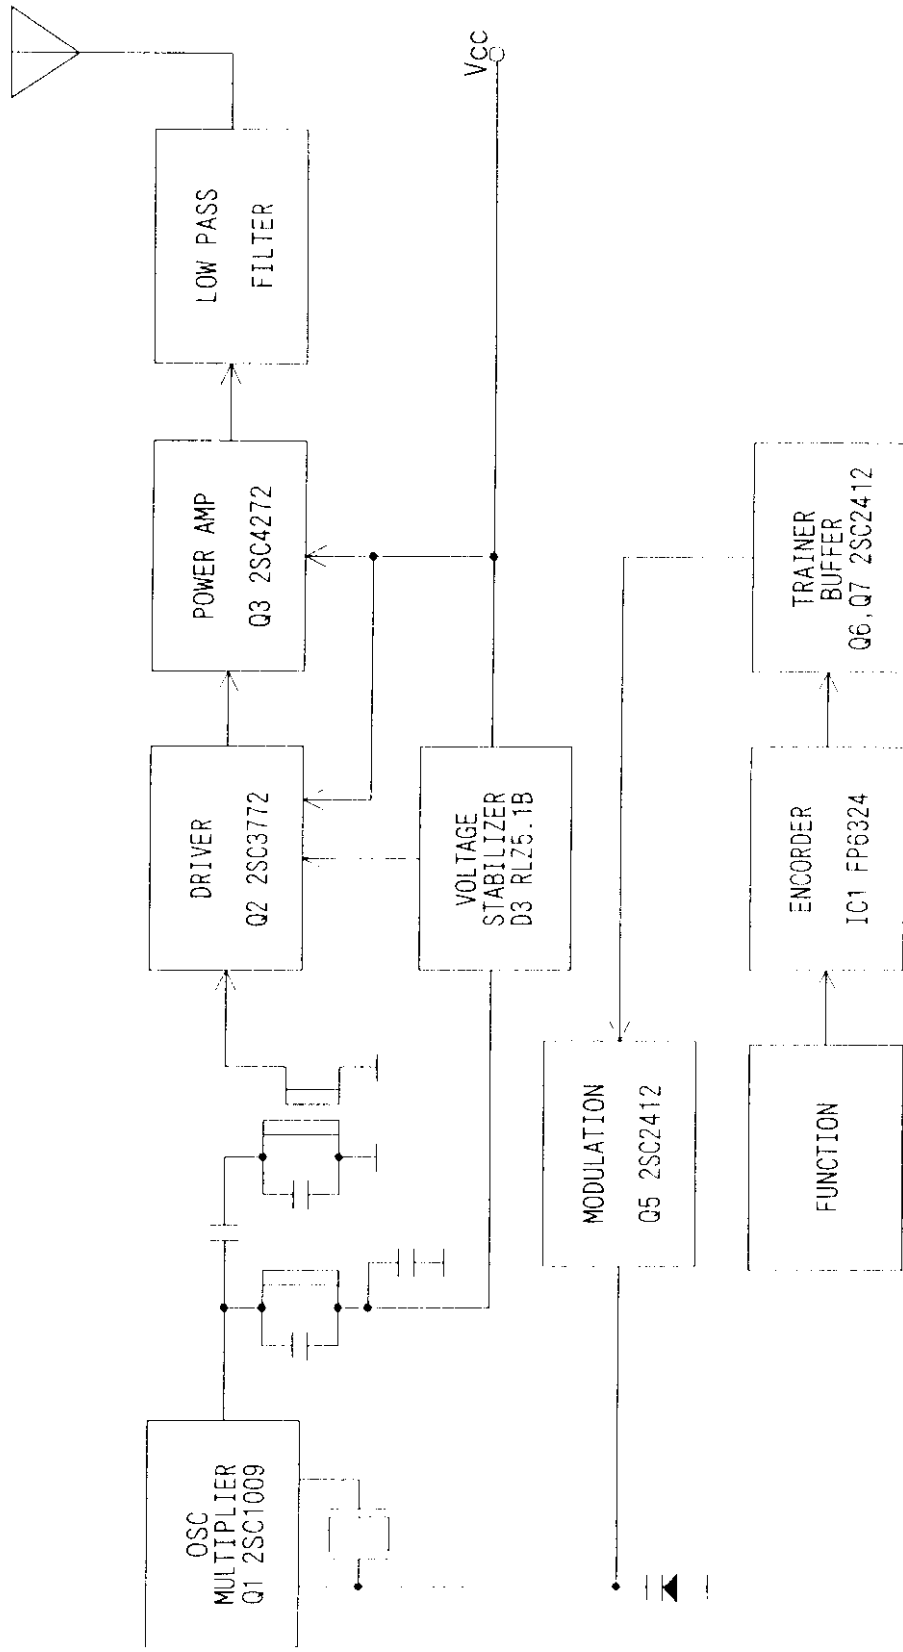 OSC
MULTIPLIER
Q1 2SC1009
DRIVER
Q2 2SC3772
POWER AMP
Q3 2SC4272
LOW PASS
FILTER
VOLTAGE
STABILIZER
D3 RLZ5.1B
Vcc
MODULATION
Q5 2SC2412
FUNCTION
ENCORDER
IC1 FP6324
TRAINER
BUFFER
Q6,Q7 2SC2412